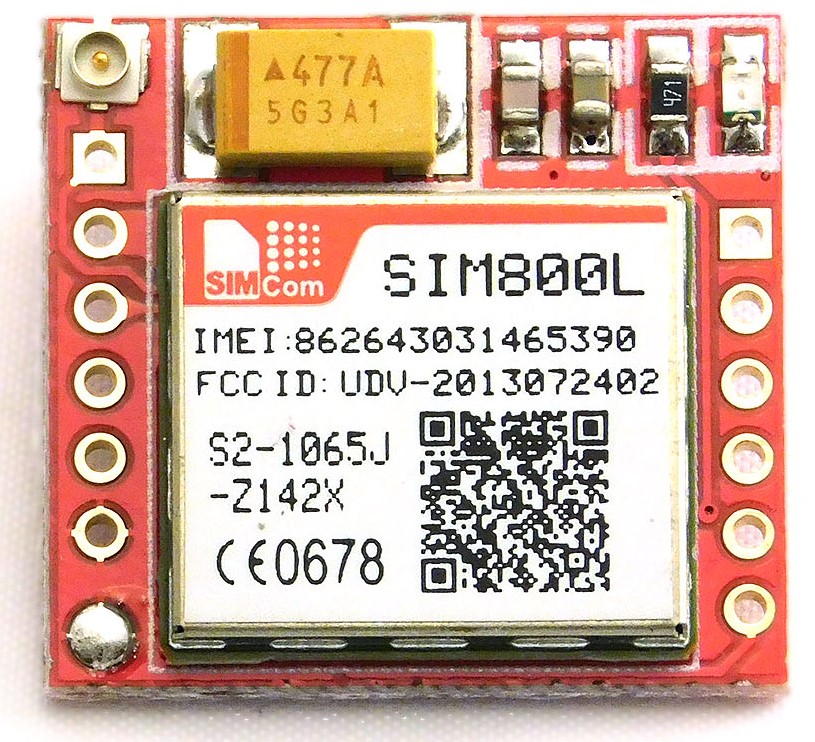 ▲477A
5G3A1
471
SIMCom
SIM800L
IMEI:862643031465390
FCC ID: UDV-2013072402
S2-1065J
-Z142X
CE0678